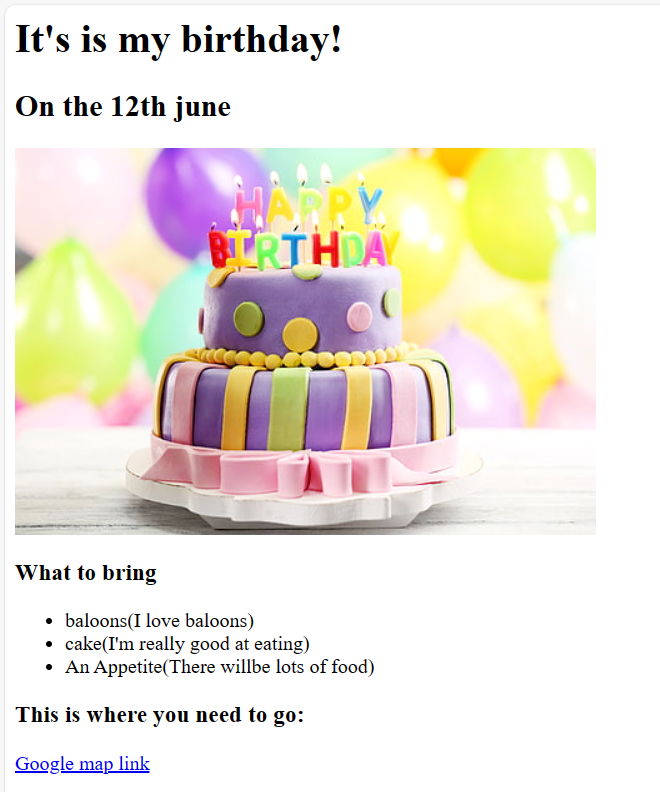 It's is my birthday!
On the 12th june
HAPPY
BIRTHDAY
What to bring
baloons(I love baloons)
cake(I'm really good at eating)
An Appetite(There willbe lots of food)
This is where you need to go:
Google map link